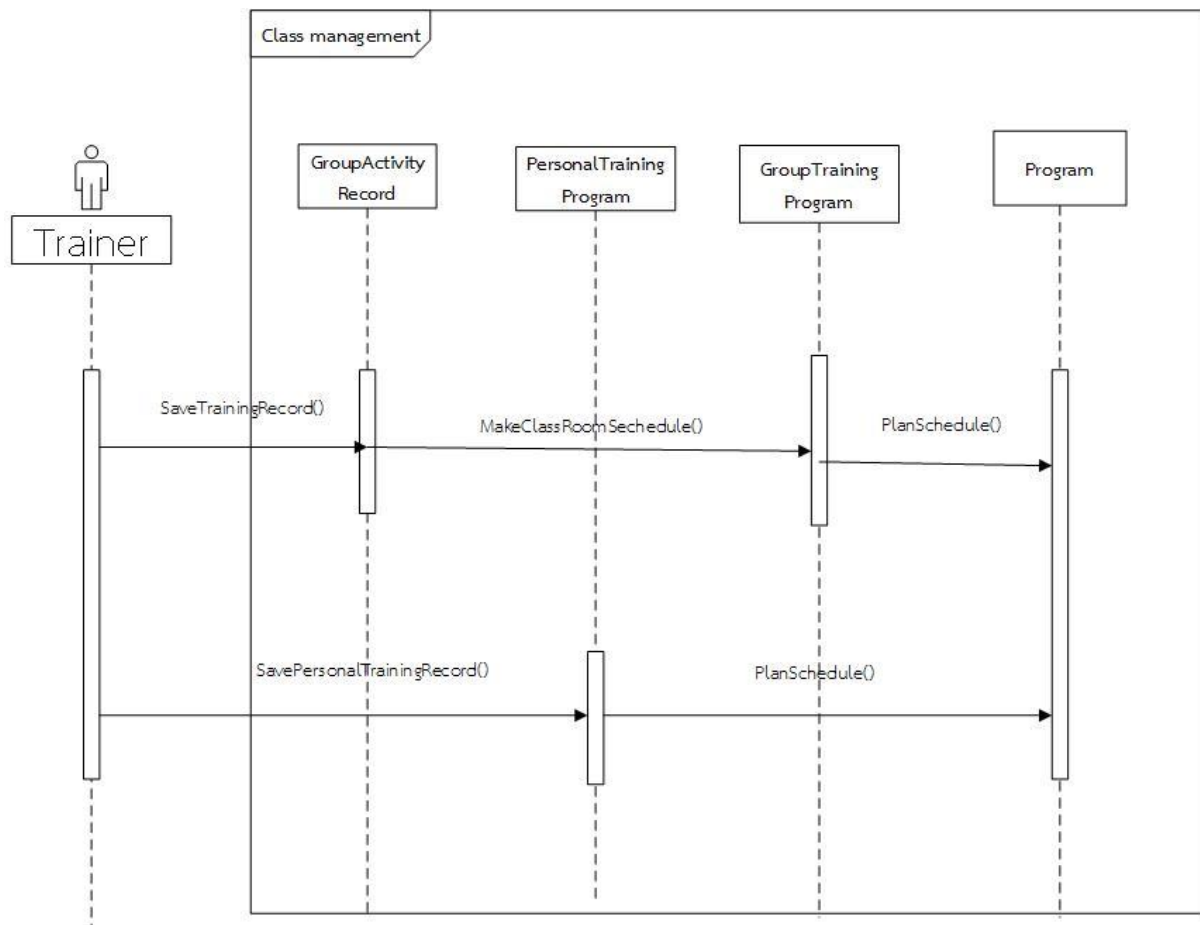 Class management
GroupActivity
Record
PersonalTraining
Program
GroupTraining
Program
Program
Trainer
SaveTrainingRecord()
MakeClassRoomSechedule()
PlanSchedule()
SavePersonalTrainingRecord()
PlanSchedule()